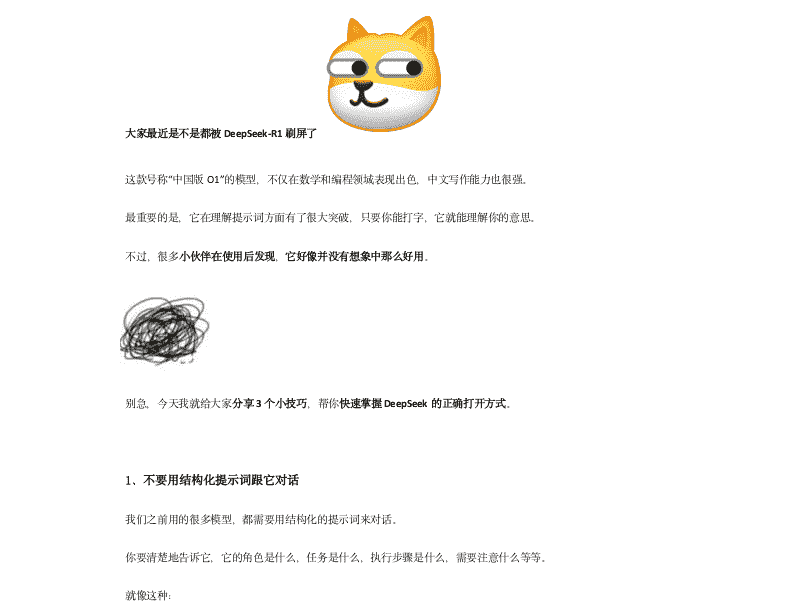 大家最近是不是都被 DeepSeek-R1 刷屏了
这款号称“中国版 O1”的模型，不仅在数学和编程领域表现出色，中文写作能力也很强。
最重要的是，它在理解提示词方面有了很大突破，只要你能打字，它就能理解你的意思。
不过，很多小伙伴在使用后发现，它好像并没有想象中那么好用。
别急，今天我就给大家分享 3 个小技巧，帮你快速掌握 DeepSeek 的正确打开方式。
1、不要用结构化提示词跟它对话
我们之前用的很多模型，都需要用结构化的提示词来对话。
你要清楚地告诉它，它的角色是什么，任务是什么，执行步骤是什么，需要注意什么等等。
就像这种：